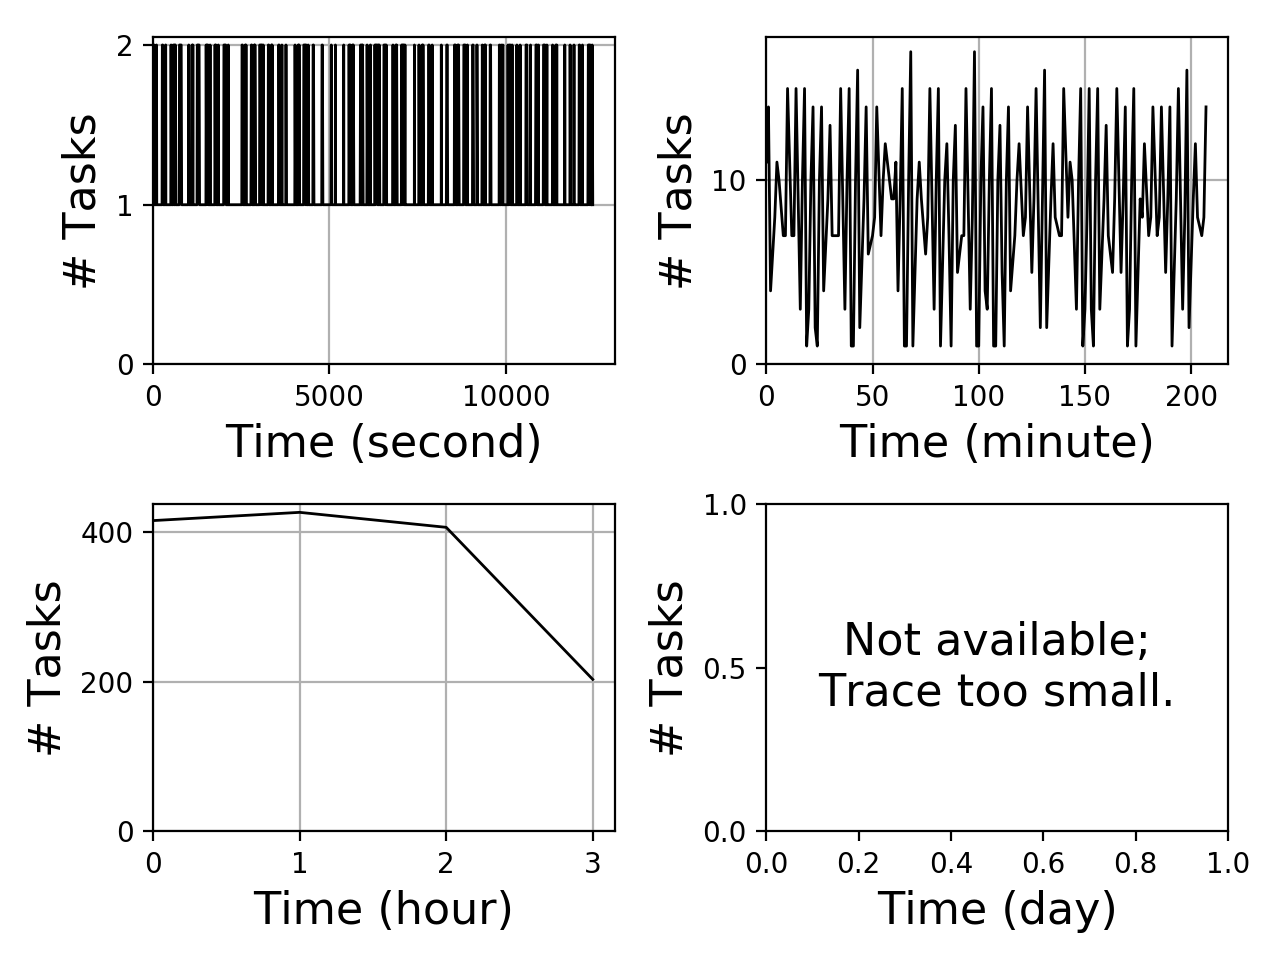 # Tasks
2
1
0
0
5000
10000
Time (second)
# Tasks
10
0
0
50
100
150
200
Time (minute)
# Tasks
400
200
0
0
1
2
3
Time (hour)
# Tasks
1.0
0.5
0.0
Not available;
Trace too small.
0.0
0.2
0.4
0.6
0.8
1.0
Time (day)